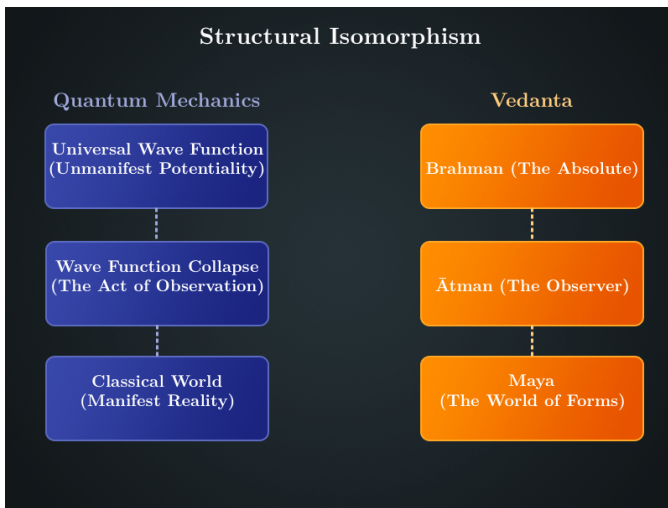 Structural Isomorphism
Quantum Mechanics
Universal Wave Function
(Unmanifest Potentiality)
Wave Function Collapse
(The Act of Observation)
Classical World
(Manifest Reality)
Vedanta
Brahman (The Absolute)
Ātman (The Observer)
Maya
(The World of Forms)